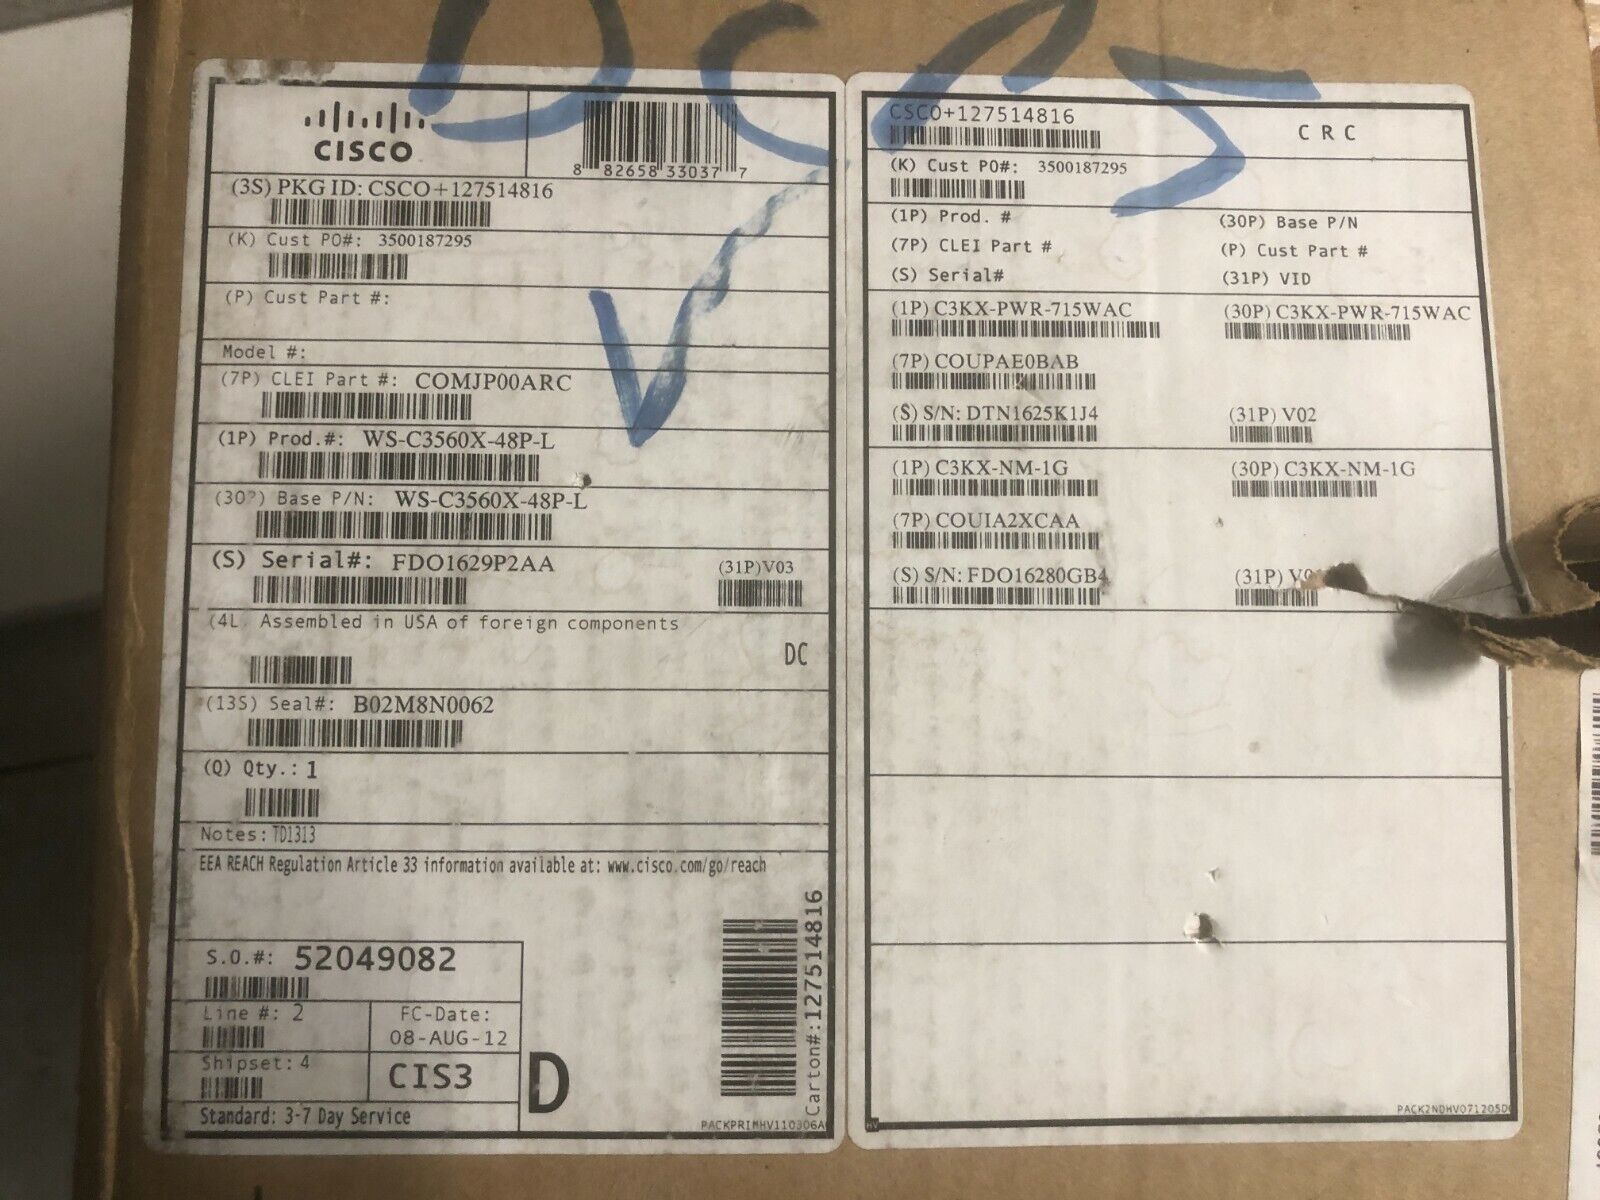 DC
CISCO
8 82658 33037 7
(3S) PKG ID: CSCO+127514816
(K) Cust PO#: 3500187295
(P) Cust Part #:
Model #:
(7P) CLEI Part #: COMJP00ARC
(1P) Prod.#: WS-C3560X-48P-L
(30P) Base P/N: WS-C3560X-48P-L
(S) Serial#: FDO1629P2AA
(31P)V03
(4L Assembled in USA of foreign components
DC
(13S) Seal#: B02M8N0062
(Q) Qty.: 1
Notes: TD1313
EEA REACH Regulation Article 33 information available at: www.cisco.com/go/reach
S.O.#: 52049082
Line #: 2
FC-Date:
08-AUG-12
Shipset: 4
CIS3
D
Standard: 3-7 Day Service
Carton#:127514816
PACKPRIMHV110306A
CSCO+127514816
CRC
(K) Cust PO#: 3500187295
(1P) Prod. #
(30P) Base P/N
(7P) CLEI Part #
(P) Cust Part #
(S) Serial#
(31P) VID
(1P) C3KX-PWR-715WAC
(30P) C3KX-PWR-715WAC
(7P) COUPAE0BAB
(S) S/N: DTN1625K1J4
(31P) V02
(1P) C3KX-NM-1G
(30P) C3KX-NM-1G
(7P) COUIA2XCAA
(S) S/N: FDO16280GB4
(31P)
HV